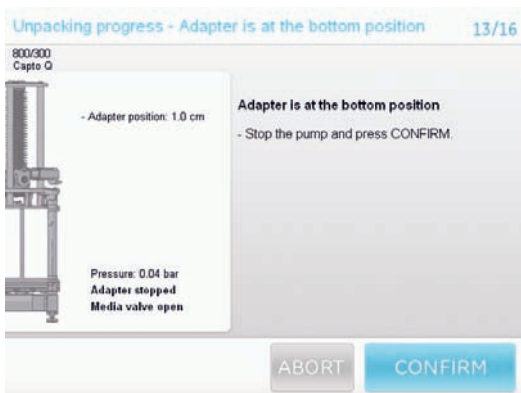 Unpacking progress - Adapter is at the bottom position 13/16
800/300
Capto Q
- Adapter position: 1.0 cm
Adapter is at the bottom position
- Stop the pump and press CONFIRM.
Pressure: 0.04 bar
Adapter stopped
Media valve open
ABORT CONFIRM